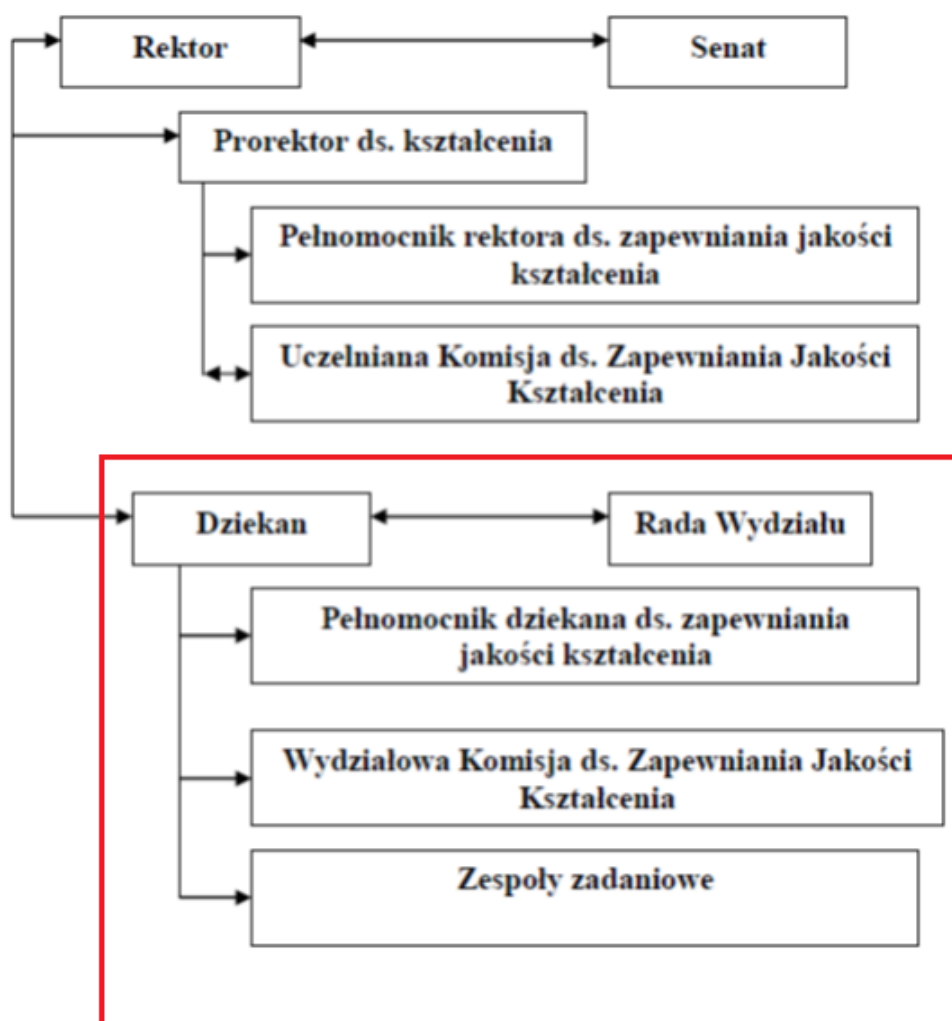 Rektor
Senat
Prorektor ds. kształcenia
Pełnomocnik rektora ds. zapewniania jakości
kształcenia
Uczelniana Komisja ds. Zapewniania Jakości
Kształcenia
Dziekan
Rada Wydziału
Pełnomocnik dziekana ds. zapewniania
jakości kształcenia
Wydziałowa Komisja ds. Zapewniania Jakości
Kształcenia
Zespoły zadaniowe